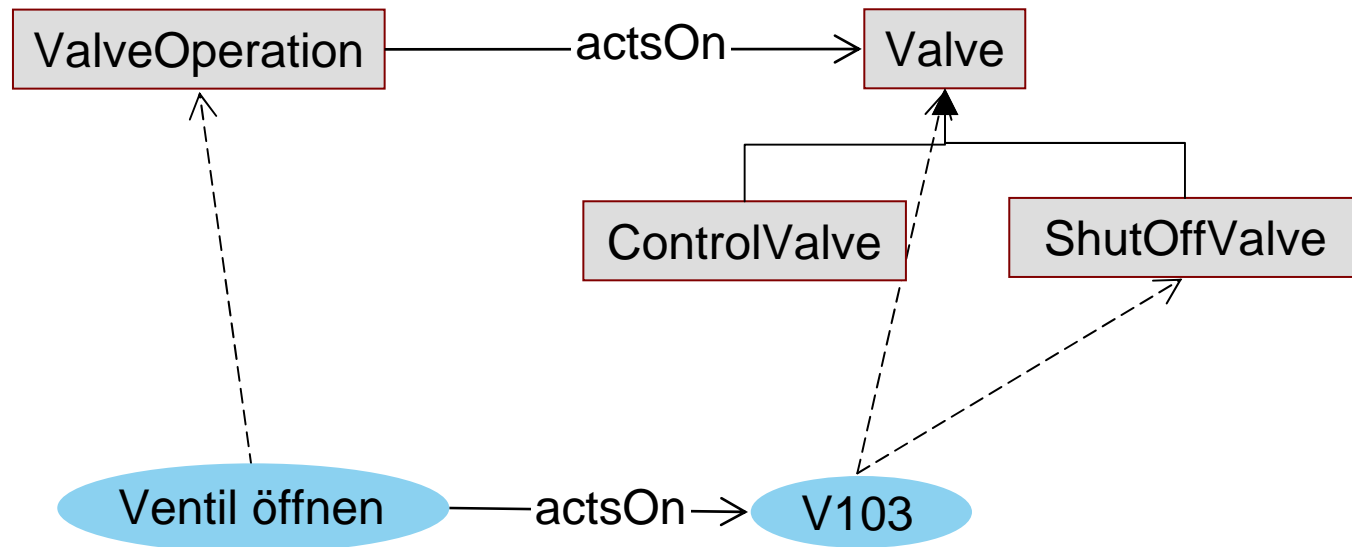 ValveOperation
actsOn
Valve
ControlValve
ShutOffValve
Ventil öffnen
actsOn
V103